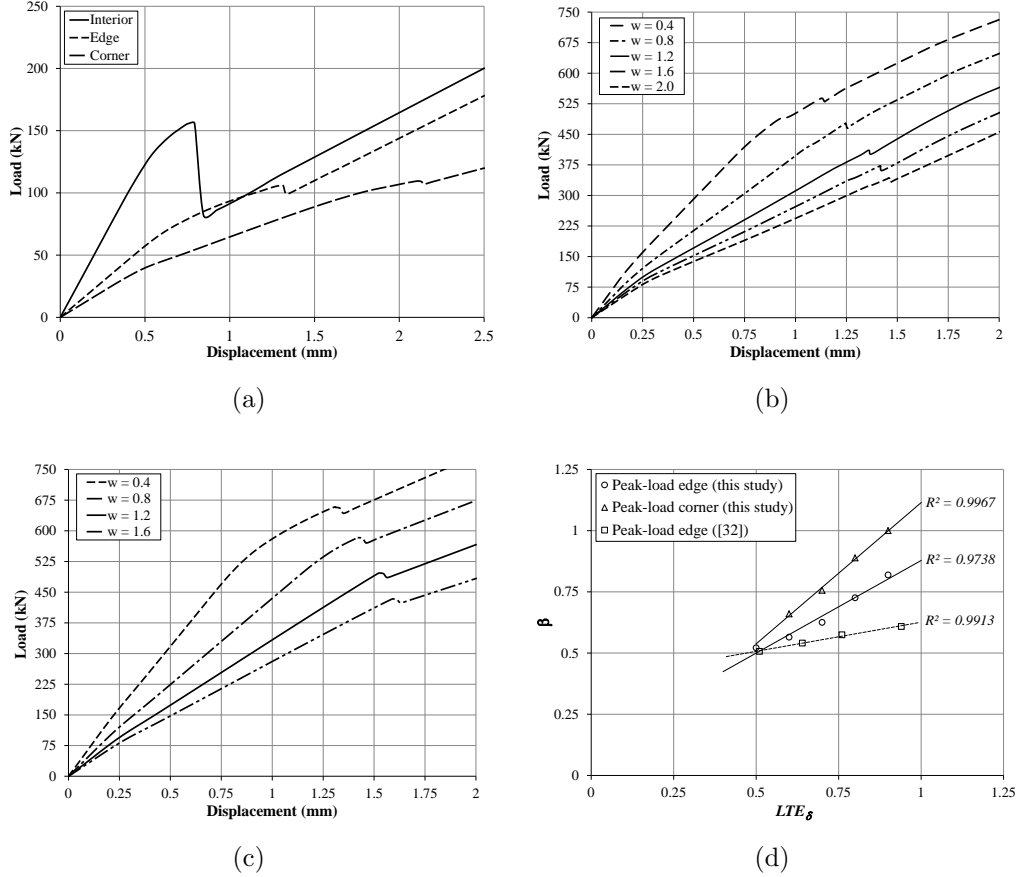 250
200
150
100
50
0
Load (kN)
Interior
Edge
Corner
0 0.5 1 1.5 2 2.5
Displacement (mm)
(a)
750
675
600
525
450
375
300
225
150
75
0
Load (kN)
w = 0.4
w = 0.8
w = 1.2
w = 1.6
w = 2.0
0 0.25 0.5 0.75 1 1.25 1.5 1.75 2
Displacement (mm)
(b)
750
675
600
525
450
375
300
225
150
75
0
Load (kN)
w = 0.4
w = 0.8
w = 1.2
w = 1.6
0 0.25 0.5 0.75 1 1.25 1.5 1.75 2
Displacement (mm)
(c)
1.25
1
0.75
0.5
0.25
0
β
Peak-load edge (this study)
Peak-load corner (this study)
Peak-load edge ([32])
R² = 0.9967
R² = 0.9738
R² = 0.9913
0 0.25 0.5 0.75 1 1.25
LTEδ
(d)